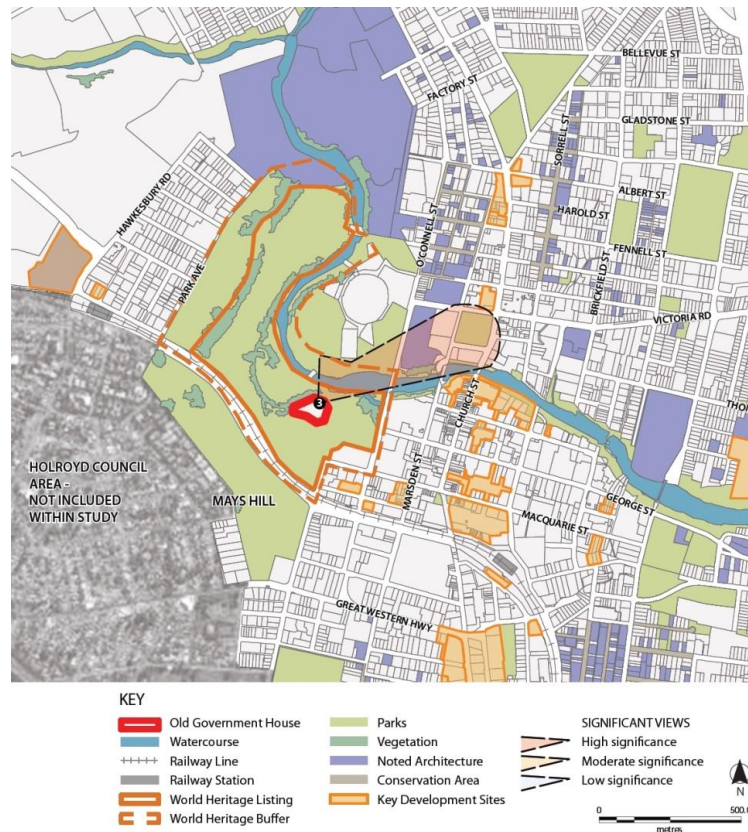 BELLEVUE ST
FACTORY ST
GLADSTONE ST
SORRELL ST
ALBERT ST
HAWKESBURY RD
HAROLD ST
O'CONNELL ST
FENNELL ST
BRICKFIELD ST
PARK AVE
VICTORIA RD
3
CHURCH ST
THO
HOLROYD COUNCIL
AREA -
NOT INCLUDED
WITHIN STUDY
MARSDEN ST
MAYS HILL
GEORGE ST
MACQUARIE ST
GREAT WESTERN HWY
KEY
Old Government House
Watercourse
Railway Line
Railway Station
World Heritage Listing
World Heritage Buffer
Parks
Vegetation
Noted Architecture
Conservation Area
Key Development Sites
SIGNIFICANT VIEWS
High significance
Moderate significance
Low significance
N
0
metres